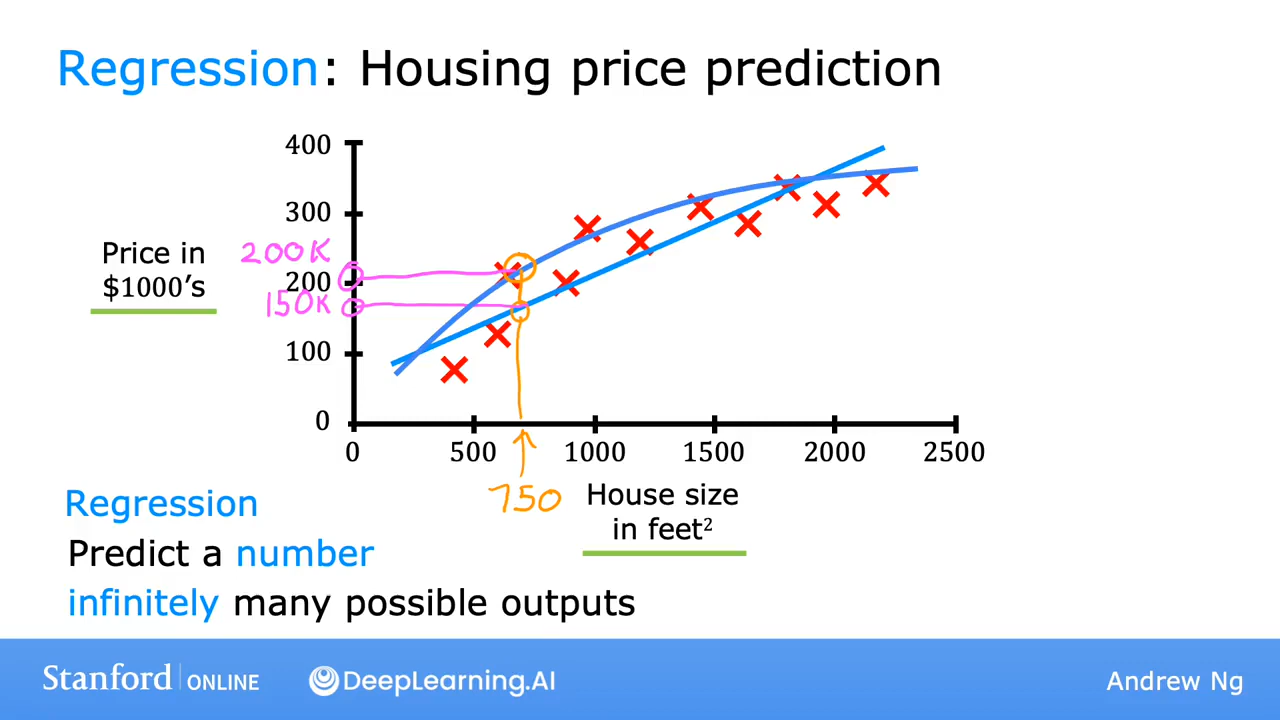 Regression: Housing price prediction
400
300
Price in
$1000's
200K
200
150K
100
0
0 500 1000 1500 2000 2500
750
House size
in feet²
Regression
Predict a number
infinitely many possible outputs
Stanford ONLINE
DeepLearning.AI
Andrew Ng